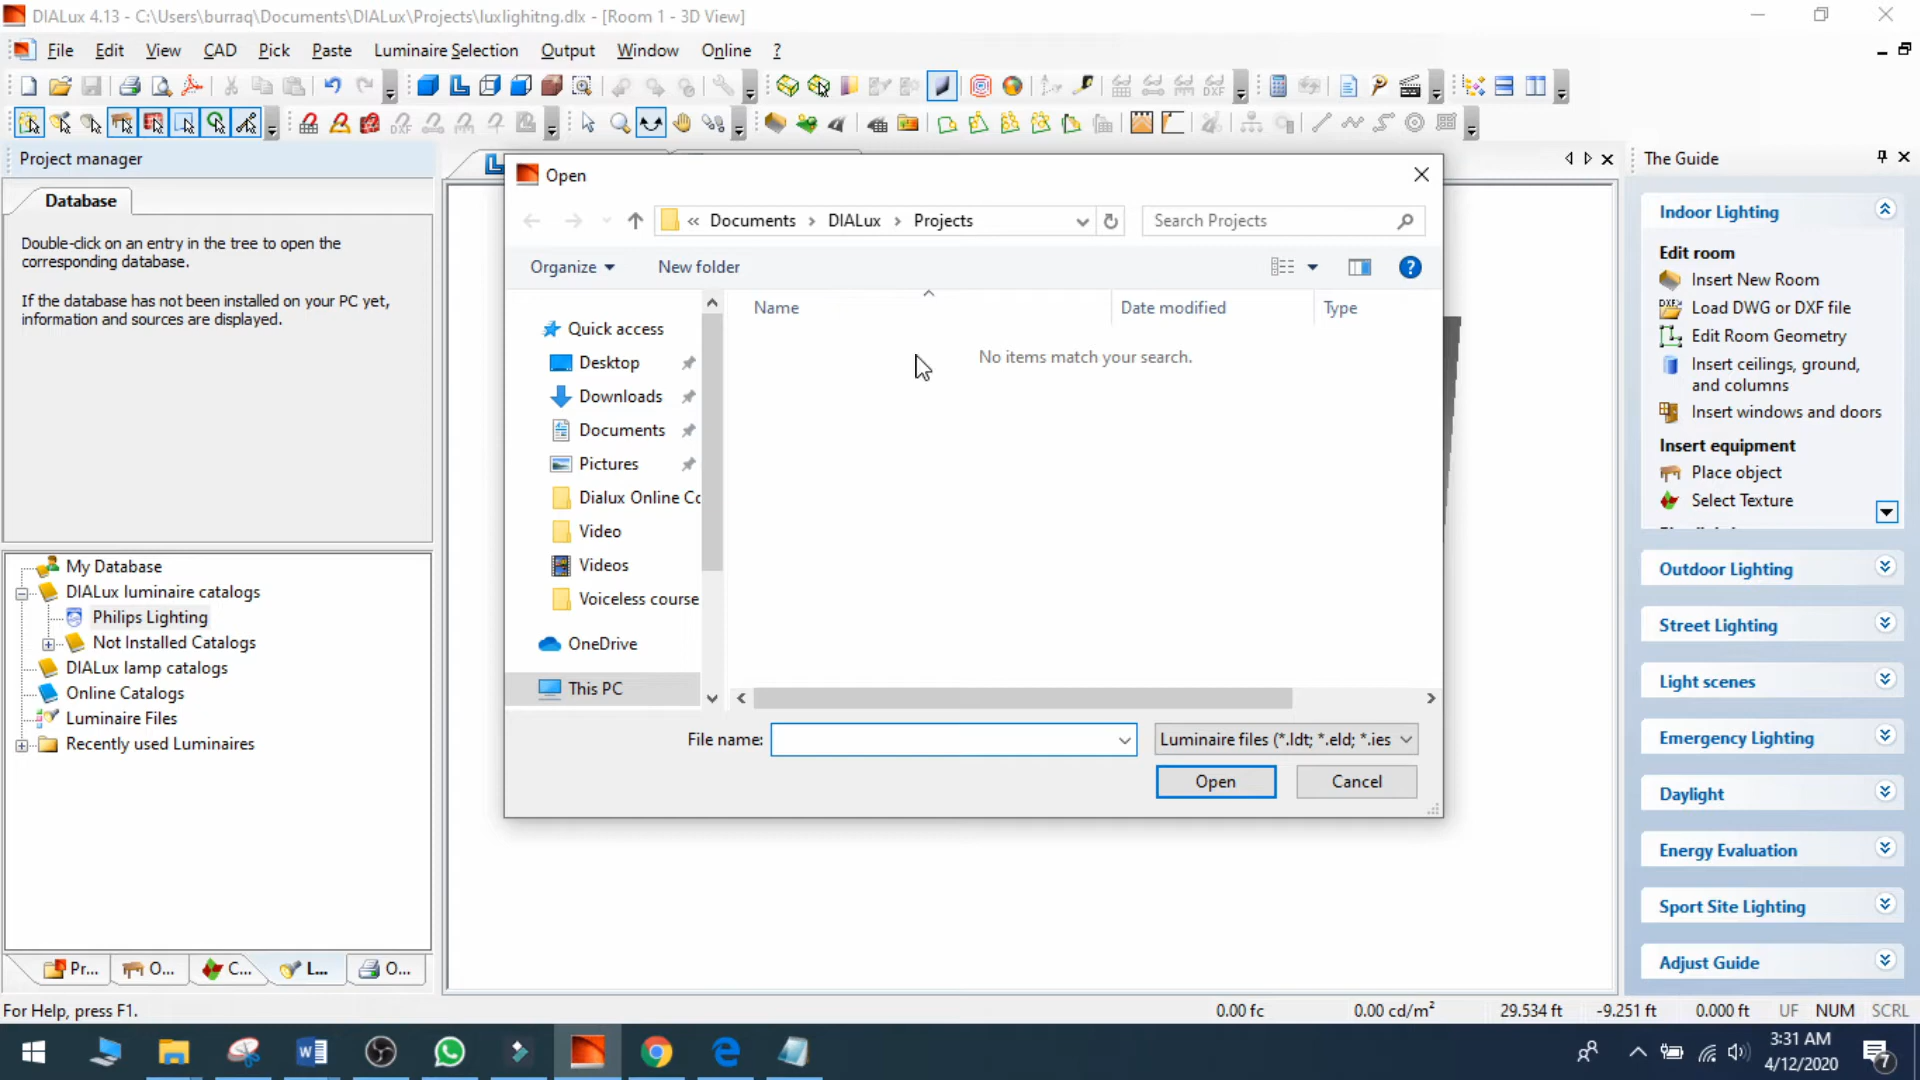 DIALux 4.13 - C:\Users\burraq\Documents\DIALux\Projects\luxlighitng.dlx - [Room 1 - 3D View]
File Edit View CAD Pick Paste Luminaire Selection Output Window Online ?
Project manager
Database
Double-click on an entry in the tree to open the
corresponding database.
If the database has not been installed on your PC yet,
information and sources are displayed.
My Database
DIALux luminaire catalogs
Philips Lighting
Not Installed Catalogs
DIALux lamp catalogs
Online Catalogs
Luminaire Files
Recently used Luminaires
Pr... O... C... L... O...
Open
« Documents › DIALux › Projects
Search Projects
Organize New folder
Name Date modified Type
No items match your search.
Quick access
Desktop
Downloads
Documents
Pictures
Dialux Online Cc
Video
Videos
Voiceless course
OneDrive
This PC
File name:
Luminaire files (*.ldt; *.eld; *.ies
Open Cancel
The Guide
Indoor Lighting
Edit room
Insert New Room
Load DWG or DXF file
Edit Room Geometry
Insert ceilings, ground,
and columns
Insert windows and doors
Insert equipment
Place object
Select Texture
Outdoor Lighting
Street Lighting
Light scenes
Emergency Lighting
Daylight
Energy Evaluation
Sport Site Lighting
Adjust Guide
For Help, press F1.
0.00 fc 0.00 cd/m² 29.534 ft -9.251 ft 0.000 ft UF NUM SCRL
3:31 AM
4/12/2020
7